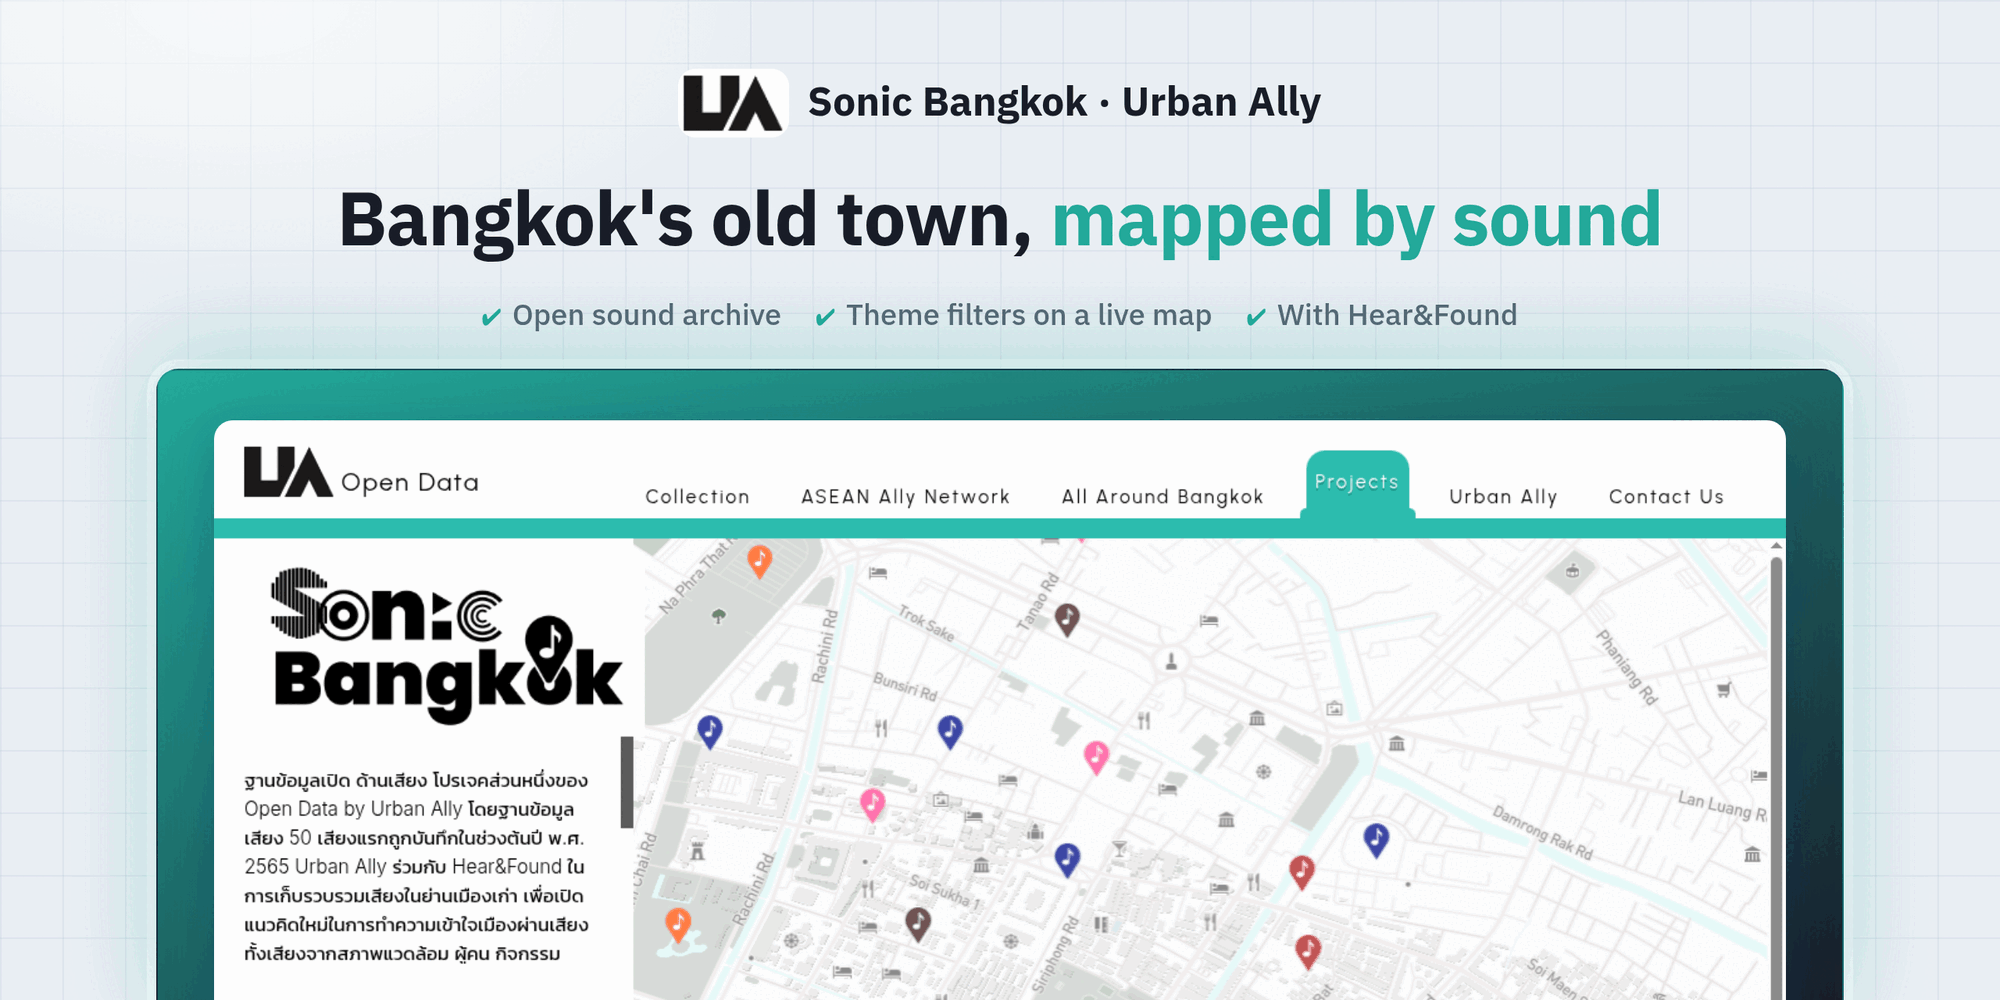 UA Sonic Bangkok · Urban Ally
Bangkok's old town, mapped by sound
✔ Open sound archive ✔ Theme filters on a live map ✔ With Hear&Found
UA Open Data
Collection
ASEAN Ally Network
All Around Bangkok
Projects
Urban Ally
Contact Us
Sonic
Bangkok
ฐานข้อมูลเปิด ด้านเสียง โปรเจคส่วนหนึ่งของ
Open Data by Urban Ally โดยฐานข้อมูล
เสียง 50 เสียงแรกถูกบันทึกในช่วงต้นปี พ.ศ.
2565 Urban Ally ร่วมกับ Hear&Found ใน
การเก็บรวบรวมเสียงในย่านเมืองเก่า เพื่อเปิด
แนวคิดใหม่ในการทำความเข้าใจเมืองผ่านเสียง
ทั้งเสียงจากสภาพแวดล้อม ผู้คน กิจกรรม
Na Phra That
Rachini Rd
Trok Sake
Tanao Rd
Bunsiri Rd
Phaniang Rd
Lan Luang R
Damrong Rak Rd
Chai Rd
Rachini Rd
Soi Sukha 1
Siriphong Rd
Soi Maen